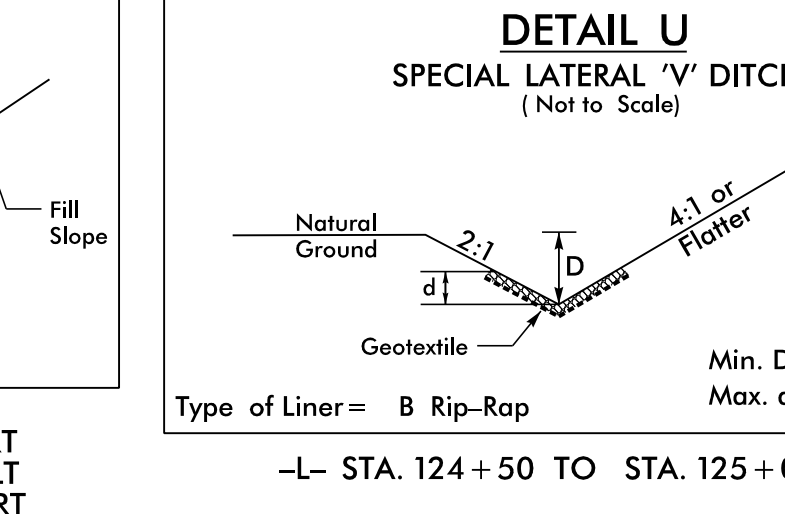 DETAIL U
SPECIAL LATERAL 'V' DITCH
( Not to Scale)
Fill
Slope
Natural
Ground
2:1
D
4:1 or
Flatter
d
Geotextile
Min. D
Max. d
Type of Liner = B Rip-Rap
-L- STA. 124+50 TO STA. 125+
RT
LT
RT